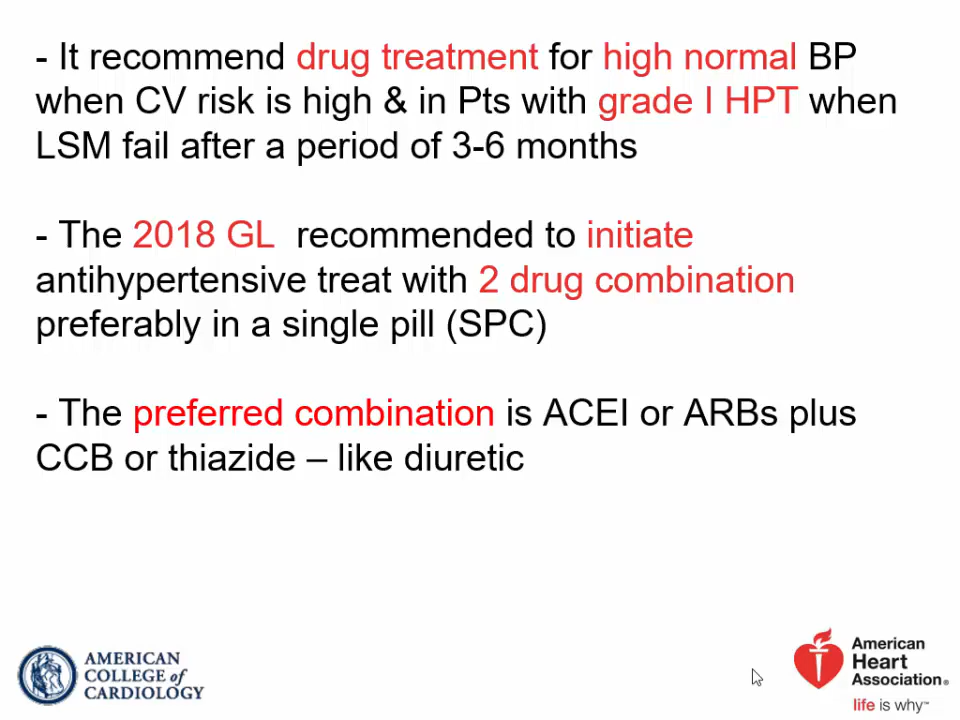 - It recommend drug treatment for high normal BP
when CV risk is high & in Pts with grade I HPT when
LSM fail after a period of 3-6 months
- The 2018 GL  recommended to initiate
antihypertensive treat with 2 drug combination
preferably in a single pill (SPC)
- The preferred combination is ACEI or ARBs plus
CCB or thiazide – like diuretic
AMERICAN
COLLEGE of
CARDIOLOGY
American
Heart
Association®
life is why™